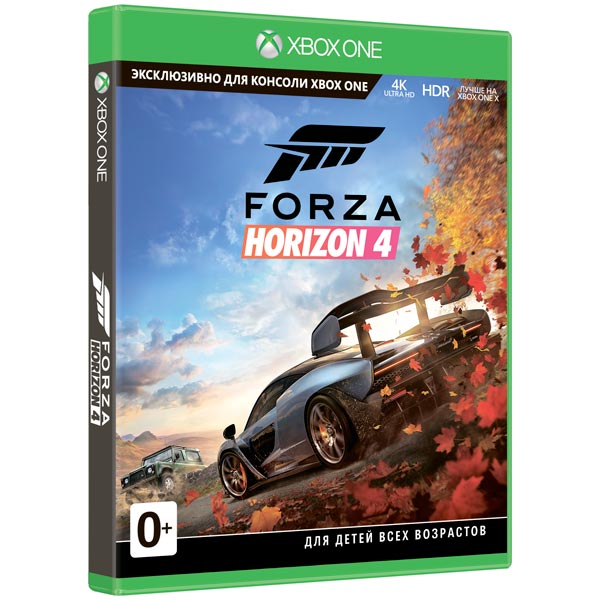 XBOX ONE
ЭКСКЛЮЗИВНО ДЛЯ КОНСОЛИ XBOX ONE
4K
ULTRA HD
HDR
ЛУЧШЕ НА
XBOX ONE X
FORZA
HORIZON 4
0+
ДЛЯ ДЕТЕЙ ВСЕХ ВОЗРАСТОВ
XBOX ONE
FORZA
HORIZON 4